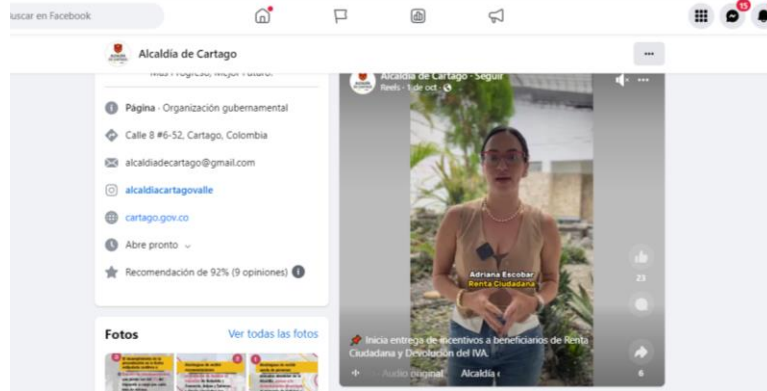 uscar en Facebook
15
Alcaldía de Cartago
Más Progreso, Mejor Futuro.
Página · Organización gubernamental
Calle 8 #6-52, Cartago, Colombia
alcaldiadecartago@gmail.com
alcaldiacartagovalle
cartago.gov.co
Abre pronto
Recomendación de 92% (9 opiniones)
Fotos
Ver todas las fotos
Alcaldía de Cartago · Seguir
Reels · 1 de oct ·
Adriana Escobar
Renta Ciudadana
23
Inicia entrega de incentivos a beneficiarios de Renta
Ciudadana y Devolución del IVA.
Audio original
Alcaldía
6